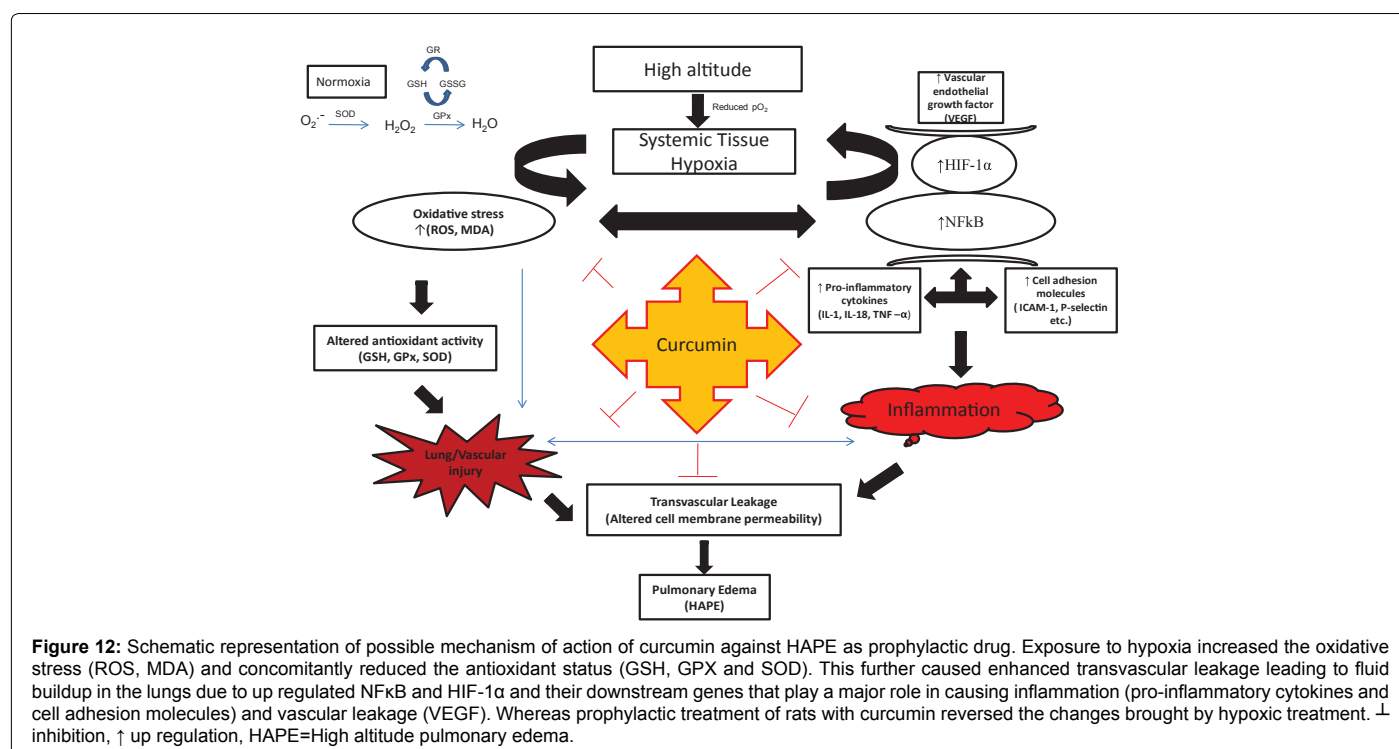 Normoxia
GR
GSH GSSG
O₂·⁻ SOD H₂O₂ GPx H₂O
High altitude
Reduced pO₂
Systemic Tissue
Hypoxia
↑ Vascular
endothelial
growth factor
(VEGF)
↑HIF-1α
↑NFkB
Oxidative stress
↑(ROS, MDA)
↑ Pro-inflammatory
cytokines
(IL-1, IL-18, TNF –α)
↑ Cell adhesion
molecules
( ICAM-1, P-selectin
etc.)
Altered antioxidant activity
(GSH, GPx, SOD)
Curcumin
Inflammation
Lung/Vascular
injury
Transvascular Leakage
(Altered cell membrane permeability)
Pulmonary Edema
(HAPE)
Figure 12: Schematic representation of possible mechanism of action of curcumin against HAPE as prophylactic drug. Exposure to hypoxia increased the oxidative
stress (ROS, MDA) and concomitantly reduced the antioxidant status (GSH, GPX and SOD). This further caused enhanced transvascular leakage leading to fluid
buildup in the lungs due to up regulated NFκB and HIF-1α and their downstream genes that play a major role in causing inflammation (pro-inflammatory cytokines and
cell adhesion molecules) and vascular leakage (VEGF). Whereas prophylactic treatment of rats with curcumin reversed the changes brought by hypoxic treatment. ┴
inhibition, ↑ up regulation, HAPE=High altitude pulmonary edema.